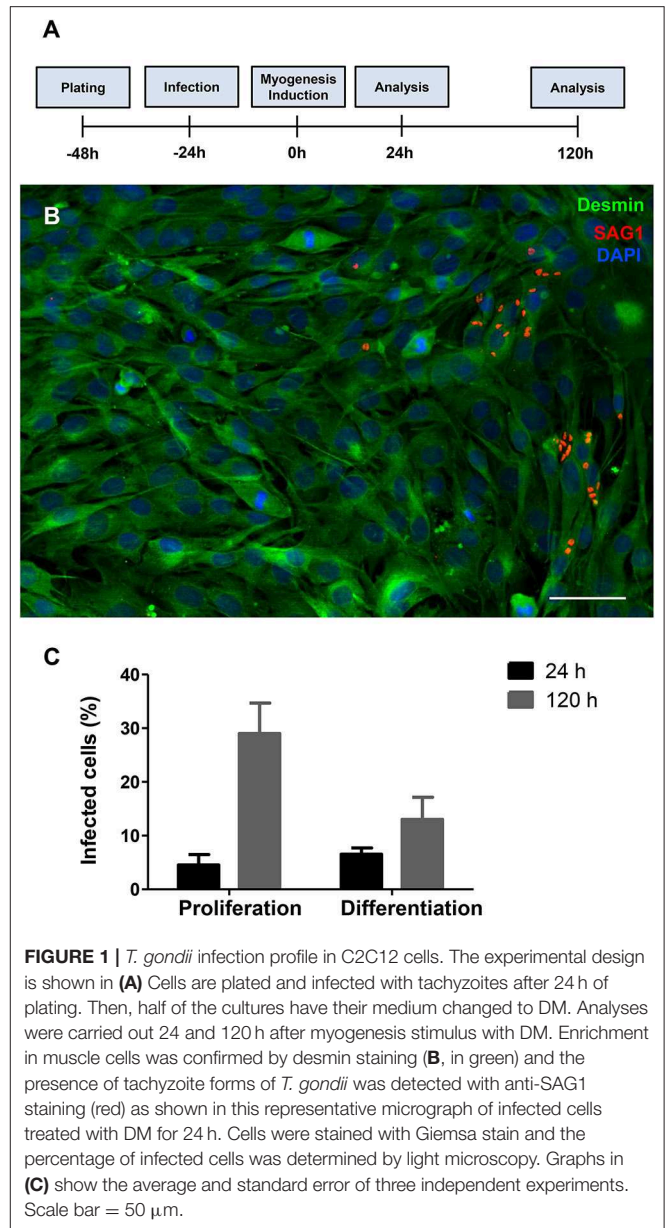 A
Plating
Infection
Myogenesis
Induction
Analysis
Analysis
-48h
-24h
0h
24h
120h
B
Desmin
SAG1
DAPI
C
Infected cells (%)
40
30
20
10
0
24 h
120 h
Proliferation
Differentiation
FIGURE 1 | T. gondii infection profile in C2C12 cells. The experimental design
is shown in (A) Cells are plated and infected with tachyzoites after 24 h of
plating. Then, half of the cultures have their medium changed to DM. Analyses
were carried out 24 and 120 h after myogenesis stimulus with DM. Enrichment
in muscle cells was confirmed by desmin staining (B, in green) and the
presence of tachyzoite forms of T. gondii was detected with anti-SAG1
staining (red) as shown in this representative micrograph of infected cells
treated with DM for 24 h. Cells were stained with Giemsa stain and the
percentage of infected cells was determined by light microscopy. Graphs in
(C) show the average and standard error of three independent experiments.
Scale bar = 50 μm.